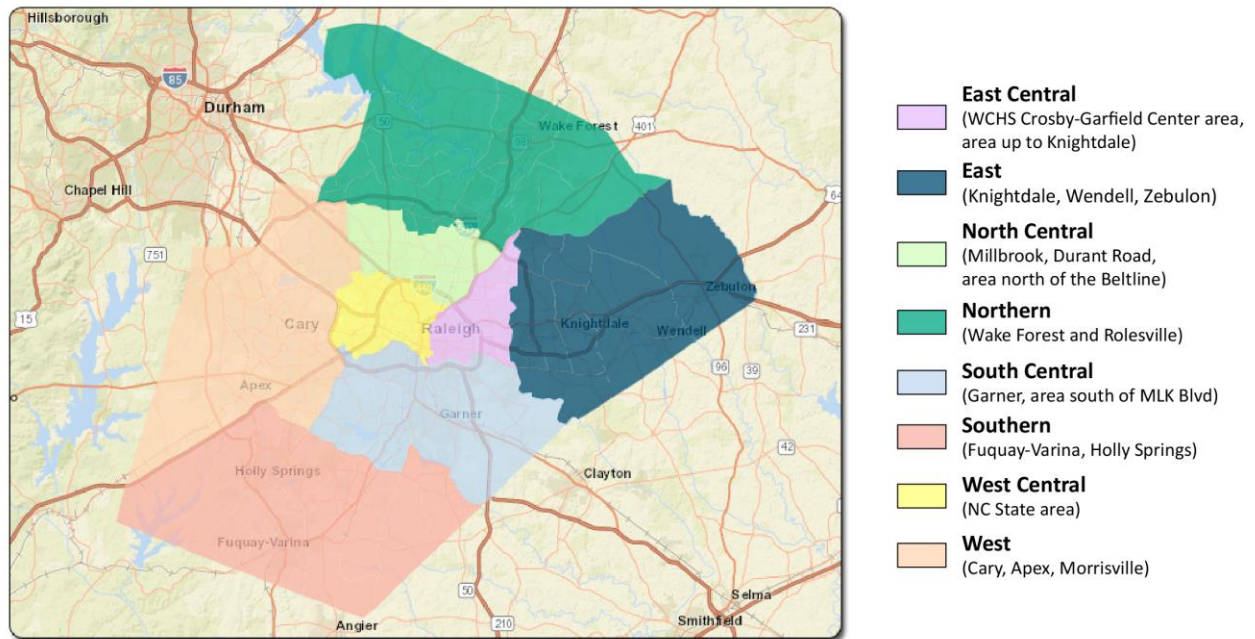 Hillsborough
85
Durham
50
Wake Forest
401
98
Chapel Hill
64
751
15
Cary
Raleigh
Knightdale
Zebulon
Wendell
231
Apex
96
39
Garner
42
Holly Springs
Clayton
Fuquay-Varina
50
Selma
Angier
210
Smithfield
East Central
(WCHS Crosby-Garfield Center area,
area up to Knightdale)
East
(Knightdale, Wendell, Zebulon)
North Central
(Millbrook, Durant Road,
area north of the Beltline)
Northern
(Wake Forest and Rolesville)
South Central
(Garner, area south of MLK Blvd)
Southern
(Fuquay-Varina, Holly Springs)
West Central
(NC State area)
West
(Cary, Apex, Morrisville)